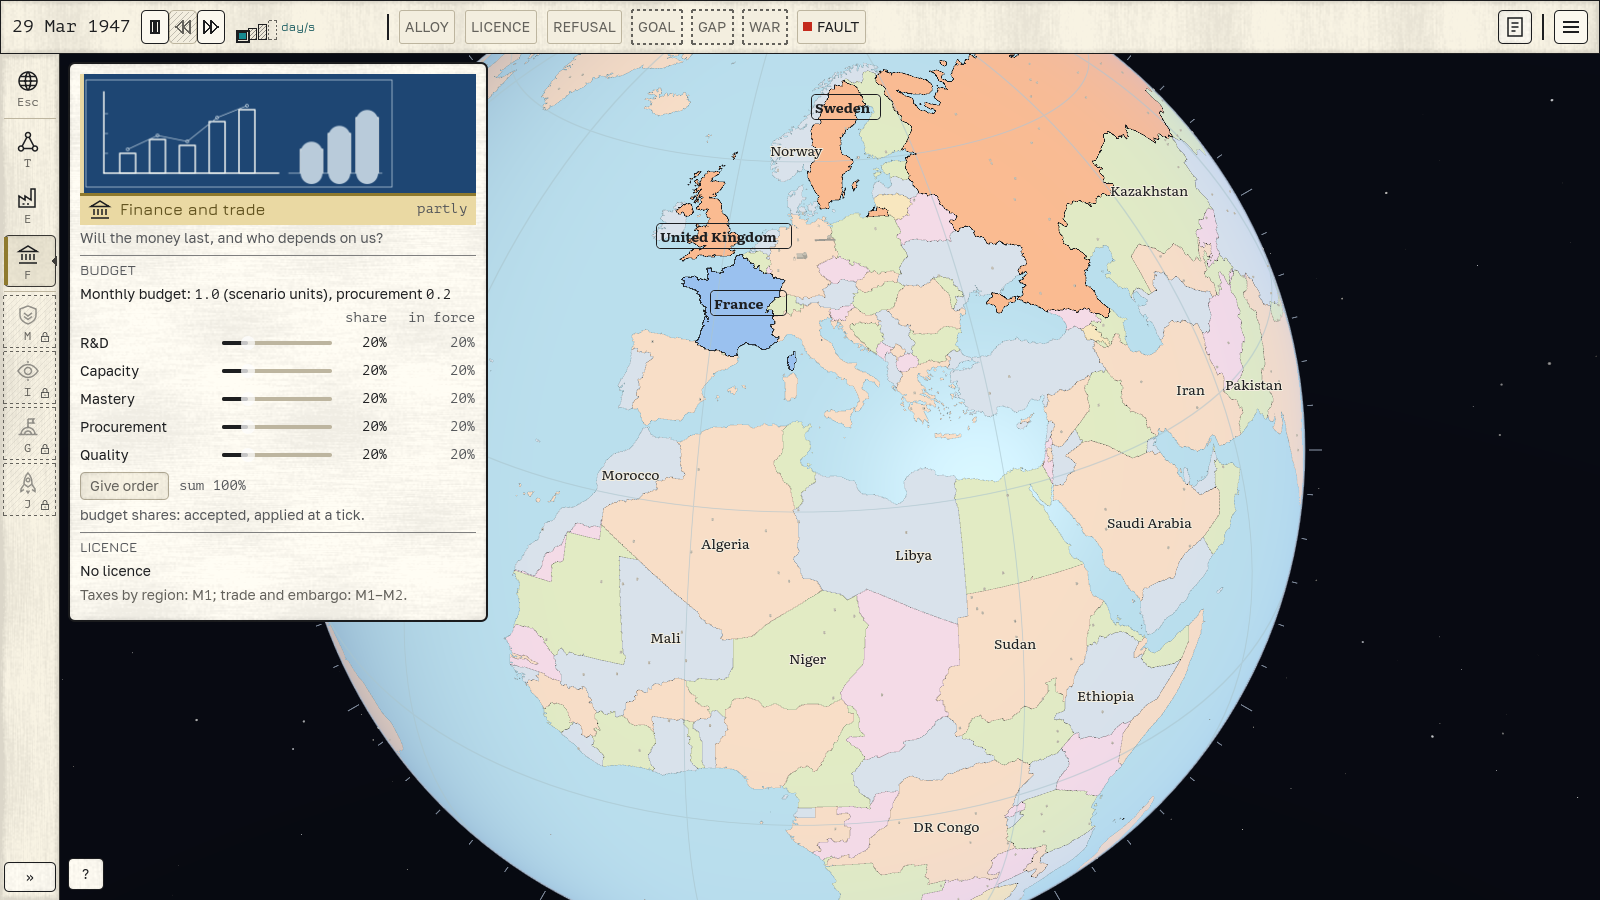 29 Mar 1947
day/s
ALLOY
LICENCE
REFUSAL
GOAL
GAP
WAR
FAULT
Esc
T
E
F
M
I
G
J
»
Finance and trade
partly
Will the money last, and who depends on us?
BUDGET
Monthly budget: 1.0 (scenario units), procurement 0.2
share in force
R&D 20% 20%
Capacity 20% 20%
Mastery 20% 20%
Procurement 20% 20%
Quality 20% 20%
Give order sum 100%
budget shares: accepted, applied at a tick.
LICENCE
No licence
Taxes by region: M1; trade and embargo: M1–M2.
?
Sweden
Norway
Kazakhstan
United Kingdom
France
Iran
Pakistan
Morocco
Saudi Arabia
Algeria
Libya
Mali
Niger
Sudan
Ethiopia
DR Congo